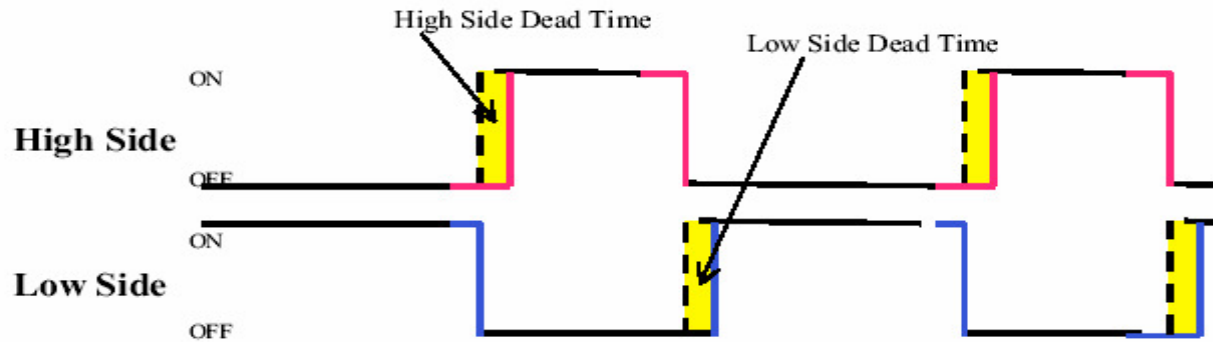 High Side Dead Time
Low Side Dead Time
ON
High Side
OFF
ON
Low Side
OFF